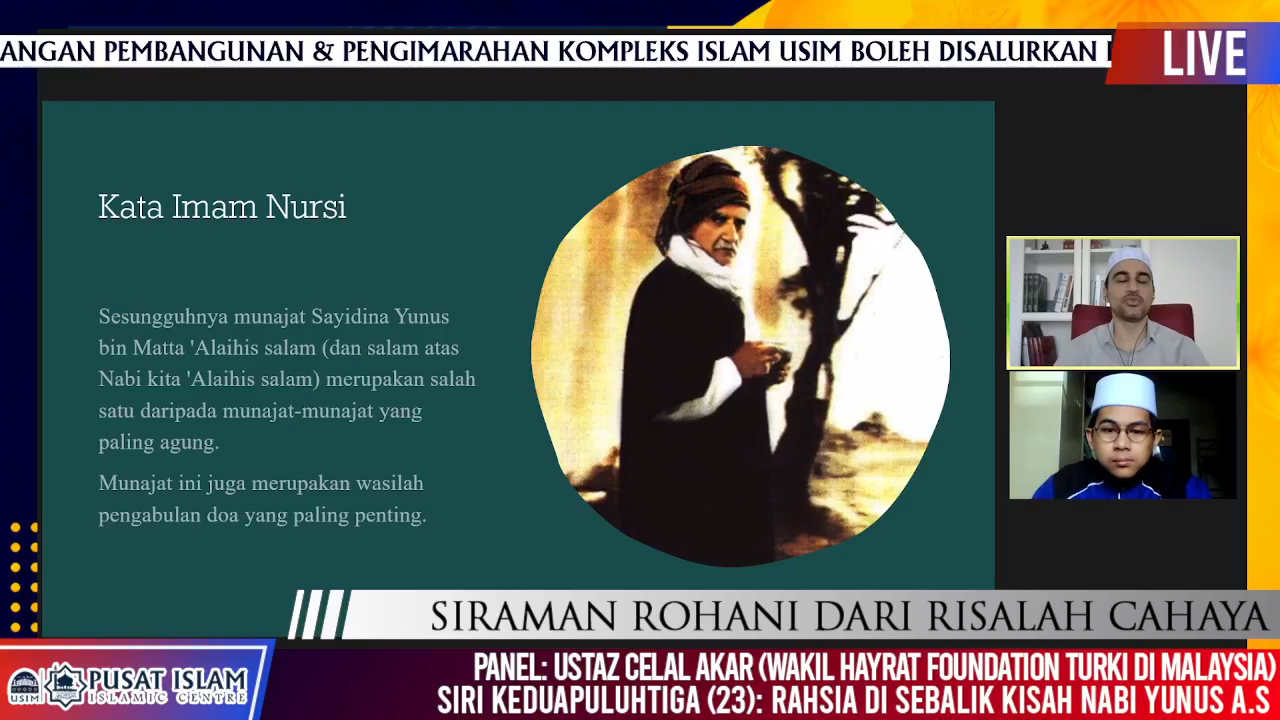 ANGAN PEMBANGUNAN & PENGIMARAHAN KOMPLEKS ISLAM USIM BOLEH DISALURKAN
LIVE
Kata Imam Nursi
Sesungguhnya munajat Sayidina Yunus
bin Matta 'Alaihis salam (dan salam atas
Nabi kita 'Alaihis salam) merupakan salah
satu daripada munajat-munajat yang
paling agung.
Munajat ini juga merupakan wasilah
pengabulan doa yang paling penting.
SIRAMAN ROHANI DARI RISALAH CAHAYA
USIM
PUSAT ISLAM
ISLAMIC CENTRE
PANEL: USTAZ CELAL AKAR (WAKIL HAYRAT FOUNDATION TURKI DI MALAYSIA)
SIRI KEDUAPULUHTIGA (23): RAHSIA DI SEBALIK KISAH NABI YUNUS A.S